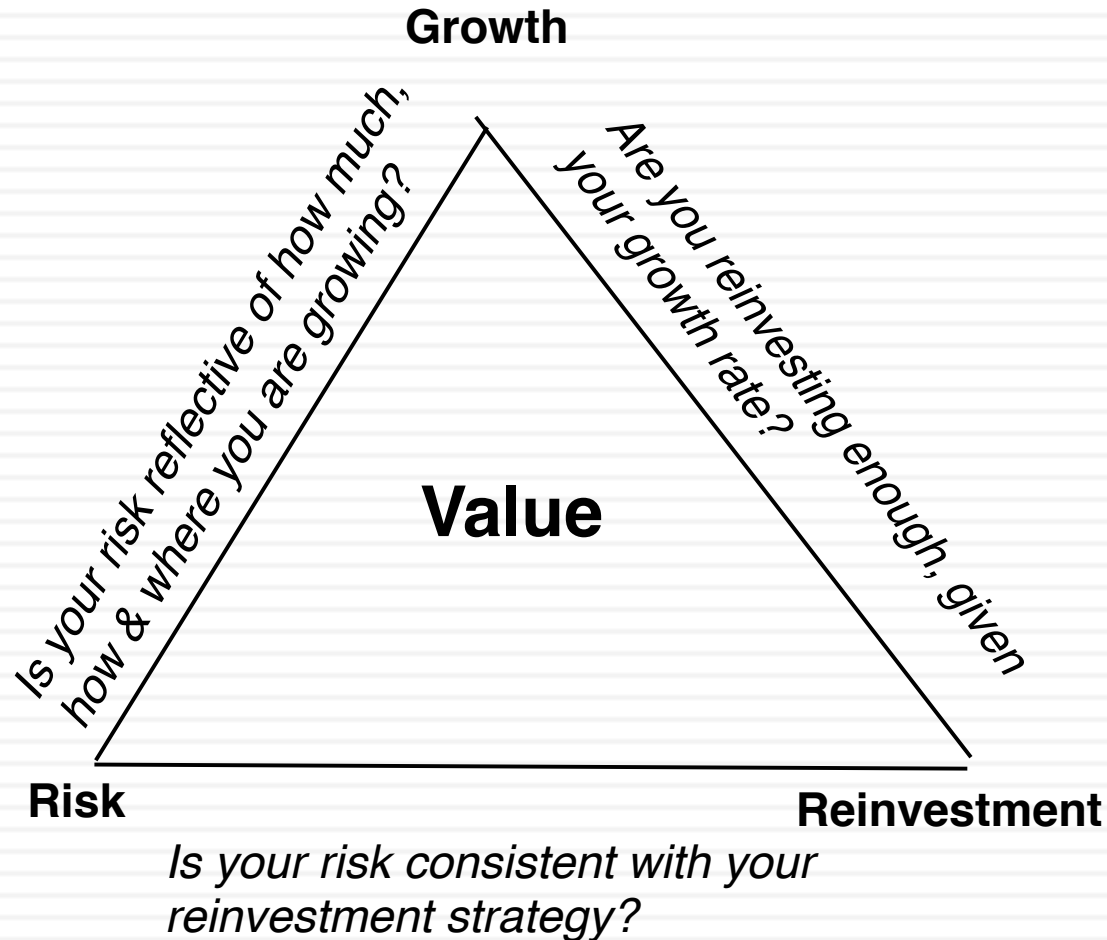 Growth
Is your risk reflective of how much,
how & where you are growing?
Are you reinvesting enough, given
your growth rate?
Value
Risk
Reinvestment
Is your risk consistent with your
reinvestment strategy?